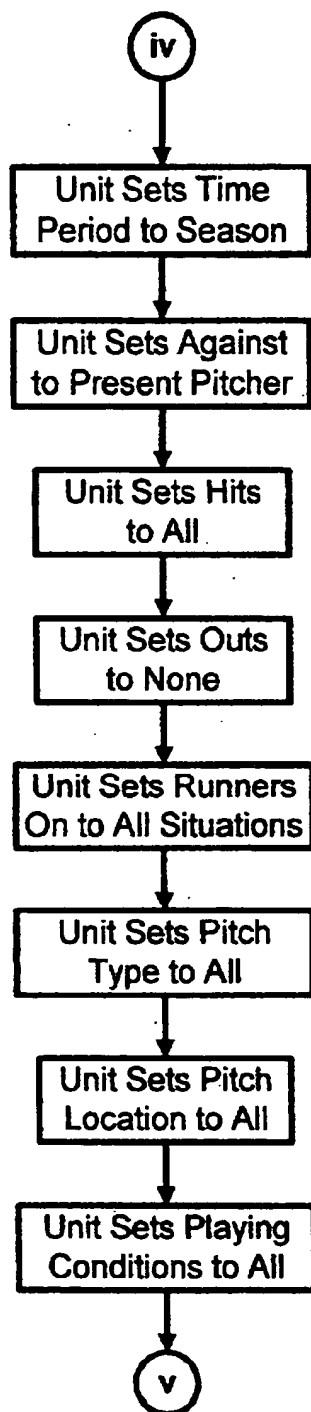 iv
Unit Sets Time
Period to Season
Unit Sets Against
to Present Pitcher
Unit Sets Hits
to All
Unit Sets Outs
to None
Unit Sets Runners
On to All Situations
Unit Sets Pitch
Type to All
Unit Sets Pitch
Location to All
Unit Sets Playing
Conditions to All
v